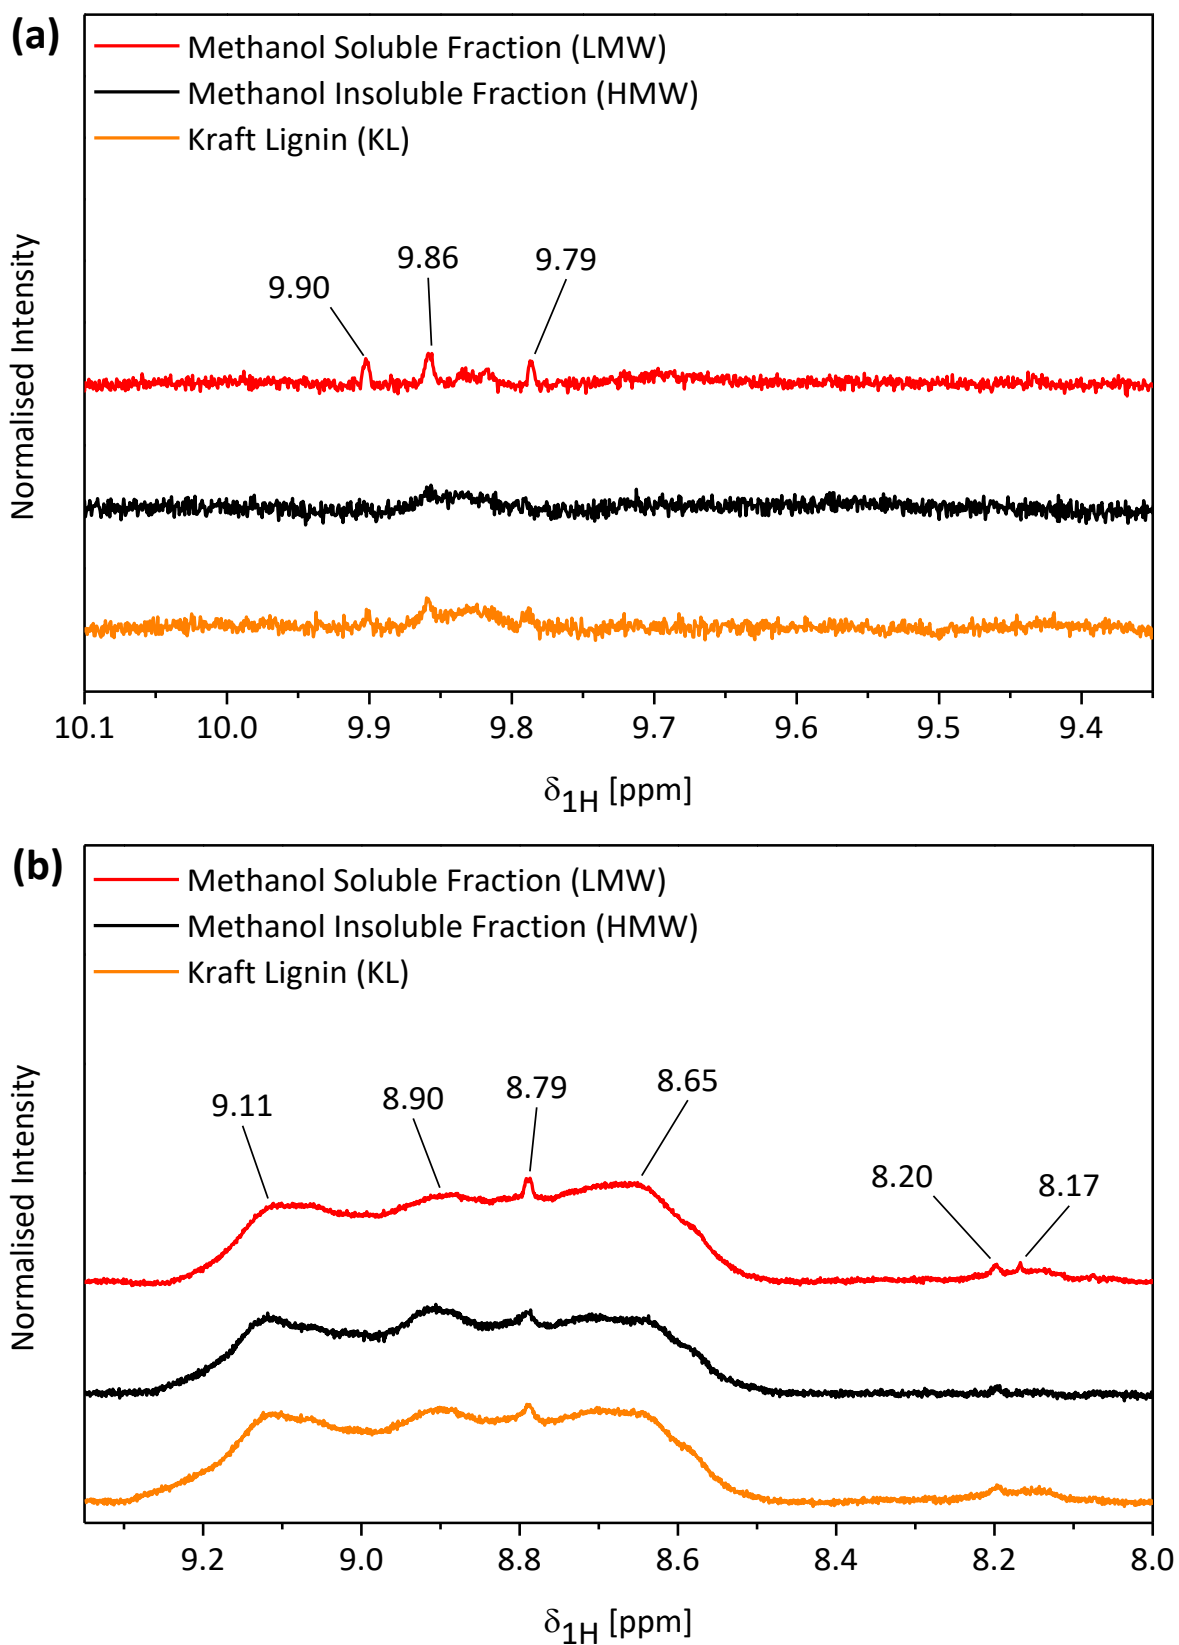 (a)
Methanol Soluble Fraction (LMW)
Methanol Insoluble Fraction (HMW)
Kraft Lignin (KL)
Normalised Intensity
9.90
9.86
9.79
10.1 10.0 9.9 9.8 9.7 9.6 9.5 9.4
δ1H [ppm]
(b)
Methanol Soluble Fraction (LMW)
Methanol Insoluble Fraction (HMW)
Kraft Lignin (KL)
Normalised Intensity
9.11
8.90
8.79
8.65
8.20
8.17
9.2 9.0 8.8 8.6 8.4 8.2 8.0
δ1H [ppm]